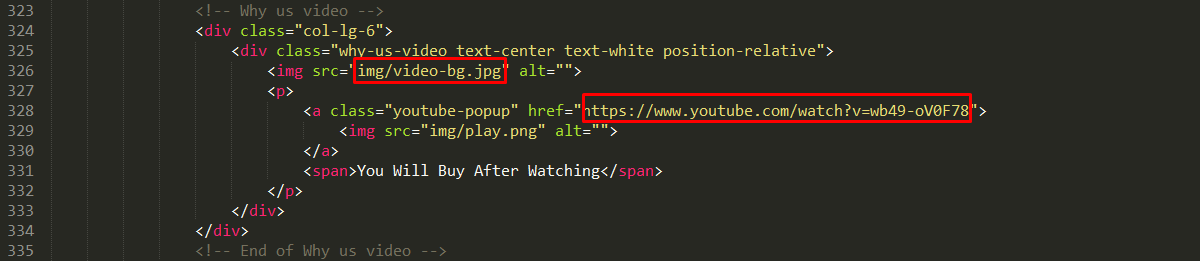 323 <!-- Why us video -->
324 <div class="col-lg-6">
325 <div class="why-us-video text-center text-white position-relative">
326 <img src="img/video-bg.jpg" alt="">
327 <p>
328 <a class="youtube-popup" href="https://www.youtube.com/watch?v=wb49-oV0F78">
329 <img src="img/play.png" alt="">
330 </a>
331 <span>You Will Buy After Watching</span>
332 </p>
333 </div>
334 </div>
335 <!-- End of Why us video -->